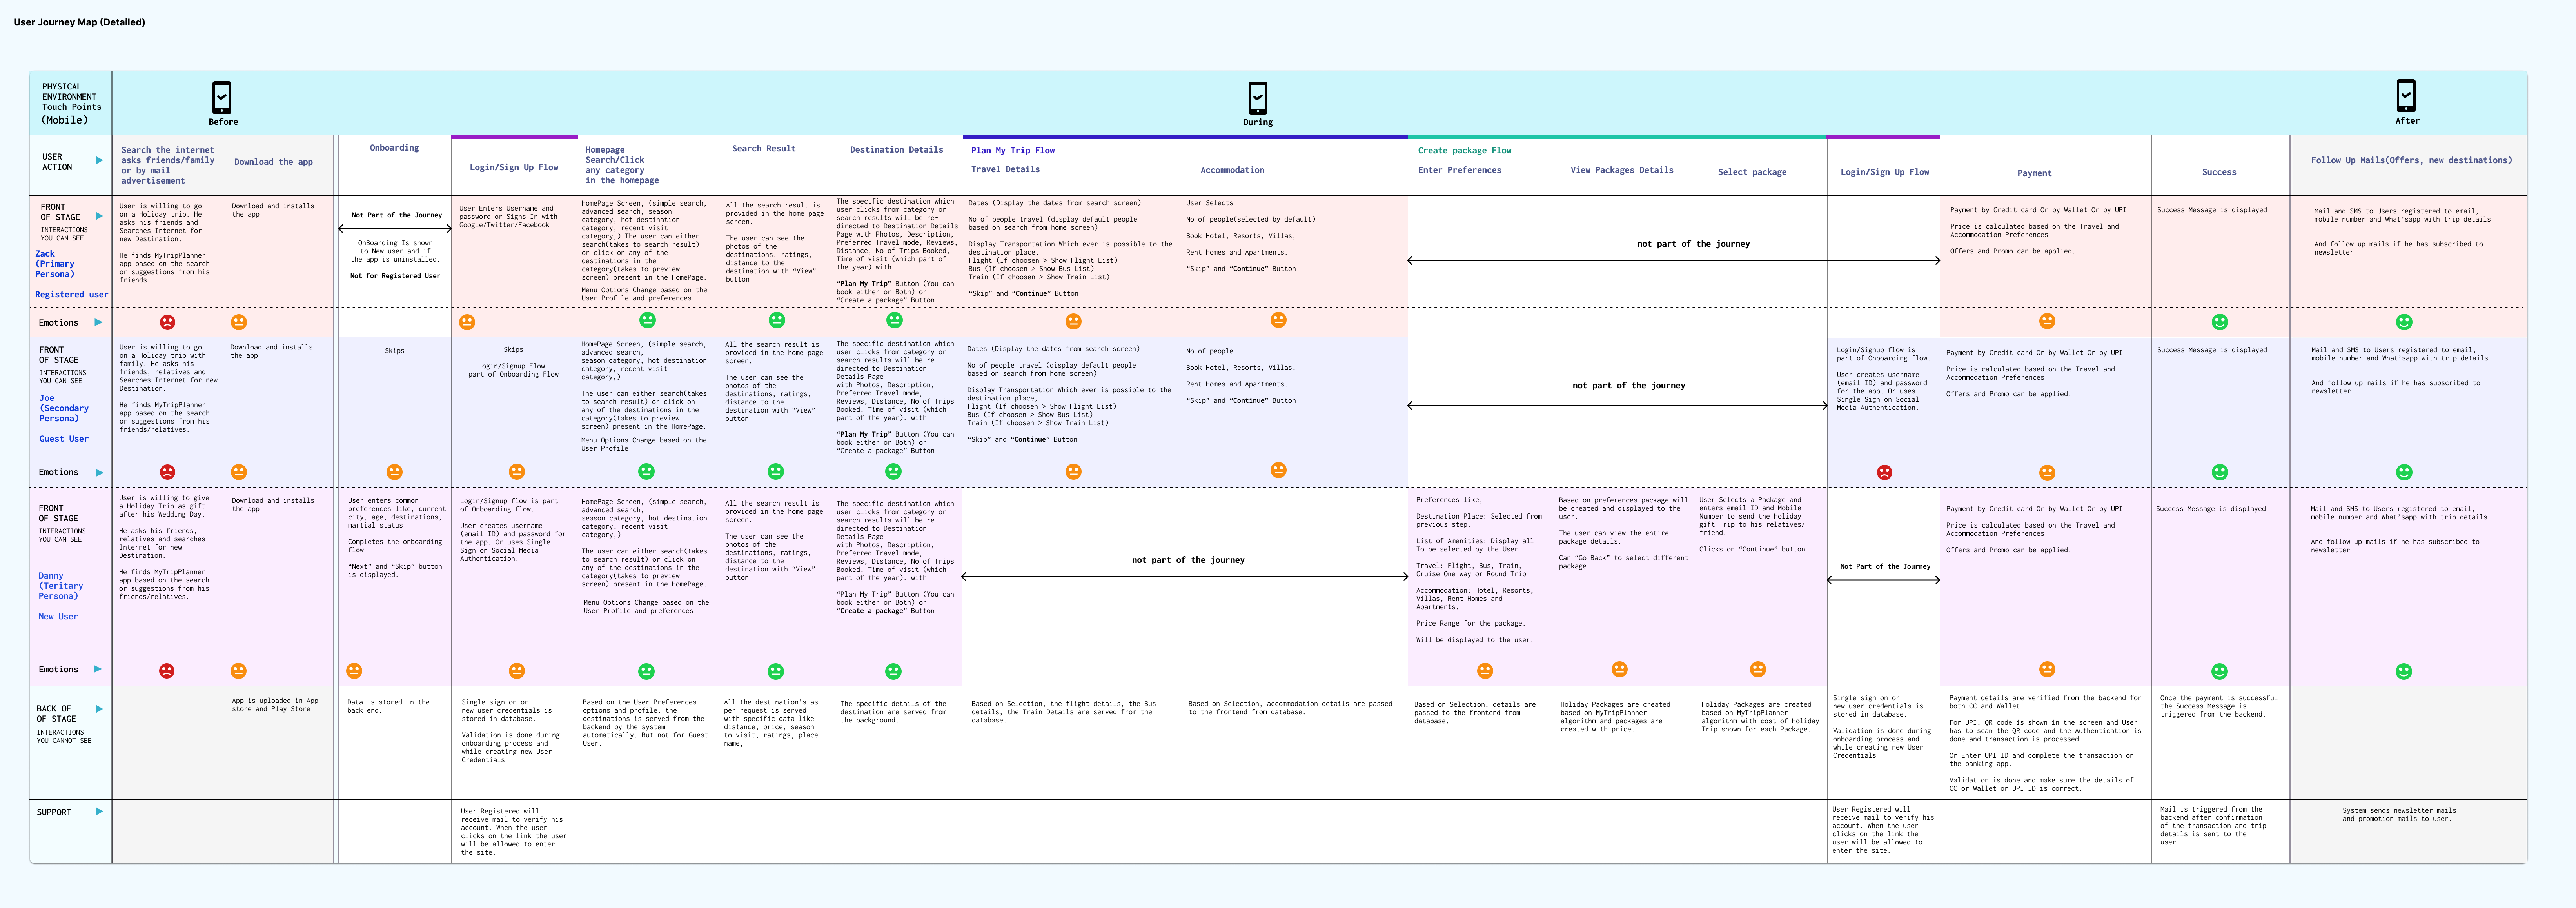 User Journey Map (Detailed)
PHYSICAL
ENVIRONMENT
Touch Points
(Mobile)
Before
During
After
USER
ACTION
Search the internet
asks friends/family
or by mail
advertisement
Download the app
Onboarding
Login/Sign Up Flow
Homepage
Search/Click
any category
in the homepage
Search Result
Destination Details
Plan My Trip Flow
Travel Details
Accommodation
Create package Flow
Enter Preferences
View Packages Details
Select package
Login/Sign Up Flow
Payment
Success
Follow Up Mails(Offers, new destinations)
FRONT
OF STAGE
INTERACTIONS
YOU CAN SEE
Zack
(Primary
Persona)
Registered user
User is willing to go
on a Holiday trip. He
asks his friends and
Searches Internet for
new Destination.
He finds MyTripPlanner
app based on the search
or suggestions from his
friends.
Download and installs
the app
Not Part of the Journey
OnBoarding Is shown
to New user and if
the app is uninstalled.
Not for Registered User
User Enters Username and
password or Signs In with
Google/Twitter/Facebook
HomePage Screen, (simple search,
advanced search, season
category, hot destination
category, recent visit
category,) The user can either
search(takes to search result)
or click on any of the
destinations in the
category(takes to preview
screen) present in the HomePage.
Menu Options Change based on the
User Profile and preferences
All the search result is
provided in the home page
screen.
The user can see the
photos of the
destinations, ratings,
distance to the
destination with “View”
button
The specific destination which
user clicks from category or
search results will be re-
directed to Destination Details
Page with Photos, Description,
Preferred Travel mode, Reviews,
Distance, No of Trips Booked,
Time of visit (which part of
the year) with
“Plan My Trip” Button (You can
book either or Both) or
“Create a package” Button
Dates (Display the dates from search screen)
No of people travel (display default people
based on search from home screen)
Display Transportation Which ever is possible to the
destination place,
Flight (If choosen > Show Flight List)
Bus (If choosen > Show Bus List)
Train (If choosen > Show Train List)
“Skip” and “Continue” Button
User Selects
No of people(selected by default)
Book Hotel, Resorts, Villas,
Rent Homes and Apartments.
“Skip” and “Continue” Button
not part of the journey
Payment by Credit card Or by Wallet Or by UPI
Price is calculated based on the Travel and
Accommodation Preferences
Offers and Promo can be applied.
Success Message is displayed
Mail and SMS to Users registered to email,
mobile number and What'sapp with trip details
And follow up mails if he has subscribed to
newsletter
Emotions
FRONT
OF STAGE
INTERACTIONS
YOU CAN SEE
Joe
(Secondary
Persona)
Guest User
User is willing to go
on a Holiday trip with
family. He asks his
friends, relatives and
Searches Internet for new
Destination.
He finds MyTripPlanner
app based on the search
or suggestions from his
friends/relatives.
Download and installs
the app
Skips
Skips
Login/Signup Flow
part of Onboarding Flow
HomePage Screen, (simple search,
advanced search,
season category, hot destination
category, recent visit
category,)
The user can either search(takes
to search result) or click on
any of the destinations in the
category(takes to preview
screen) present in the HomePage.
Menu Options Change based on the
User Profile
All the search result is
provided in the home page
screen.
The user can see the
photos of the
destinations, ratings,
distance to the
destination with “View”
button
The specific destination which
user clicks from category or
search results will be re-
directed to Destination
Details Page
with Photos, Description,
Preferred Travel mode,
Reviews, Distance, No of Trips
Booked, Time of visit (which
part of the year). with
“Plan My Trip” Button (You can
book either or Both) or
“Create a package” Button
Dates (Display the dates from search screen)
No of people travel (display default people
based on search from home screen)
Display Transportation Which ever is possible to the
destination place,
Flight (If choosen > Show Flight List)
Bus (If choosen > Show Bus List)
Train (If choosen > Show Train List)
“Skip” and “Continue” Button
No of people
Book Hotel, Resorts, Villas,
Rent Homes and Apartments.
“Skip” and “Continue” Button
not part of the journey
Login/Signup flow is
part of Onboarding flow.
User creates username
(email ID) and password
for the app. Or uses
Single Sign on Social
Media Authentication.
Payment by Credit card Or by Wallet Or by UPI
Price is calculated based on the Travel and
Accommodation Preferences
Offers and Promo can be applied.
Success Message is displayed
Mail and SMS to Users registered to email,
mobile number and What'sapp with trip details
And follow up mails if he has subscribed to
newsletter
Emotions
FRONT
OF STAGE
INTERACTIONS
YOU CAN SEE
Danny
(Teritary
Persona)
New User
User is willing to give
a Holiday Trip as gift
after his Wedding Day.
He asks his friends,
relatives and searches
Internet for new
Destination.
He finds MyTripPlanner
app based on the search
or suggestions from his
friends/relatives.
Download and installs
the app
User enters common
preferences like, current
city, age, destinations,
martial status
Completes the onboarding
flow
“Next” and “Skip” button
is displayed.
Login/Signup flow is part
of Onboarding flow.
User creates username
(email ID) and password for
the app. Or uses Single
Sign on Social Media
Authentication.
HomePage Screen, (simple search,
advanced search,
season category, hot destination
category, recent visit
category,)
The user can either search(takes
to search result) or click on
any of the destinations in the
category(takes to preview
screen) present in the HomePage.
Menu Options Change based on the
User Profile and preferences
All the search result is
provided in the home page
screen.
The user can see the
photos of the
destinations, ratings,
distance to the
destination with “View”
button
The specific destination which
user clicks from category or
search results will be re-
directed to Destination
Details Page
with Photos, Description,
Preferred Travel mode,
Reviews, Distance, No of Trips
Booked, Time of visit (which
part of the year). with
“Plan My Trip” Button (You can
book either or Both) or
“Create a package” Button
not part of the journey
Preferences like,
Destination Place: Selected from
previous step.
List of Amenities: Display all
To be selected by the User
Travel: Flight, Bus, Train,
Cruise One way or Round Trip
Accommodation: Hotel, Resorts,
Villas, Rent Homes and
Apartments.
Price Range for the package.
Will be displayed to the user.
Based on preferences package will
be created and displayed to the
user.
The user can view the entire
package details.
Can “Go Back” to select different
package
User Selects a Package and
enters email ID and Mobile
Number to send the Holiday
gift Trip to his relatives/
friend.
Clicks on “Continue” button
Not Part of the Journey
Payment by Credit card Or by Wallet Or by UPI
Price is calculated based on the Travel and
Accommodation Preferences
Offers and Promo can be applied.
Success Message is displayed
Mail and SMS to Users registered to email,
mobile number and What'sapp with trip details
And follow up mails if he has subscribed to
newsletter
Emotions
BACK OF
OF STAGE
INTERACTIONS
YOU CANNOT SEE
App is uploaded in App
store and Play Store
Data is stored in the
back end.
Single sign on or
new user credentials is
stored in database.
Validation is done during
onboarding process and
while creating new User
Credentials
Based on the User Preferences
options and profile, the
destinations is served from the
backend by the system
automatically. But not for Guest
User.
All the destination's as
per request is served
with specific data like
distance, price, season
to visit, ratings, place
name,
The specific details of the
destination are served from
the background.
Based on Selection, the flight details, the Bus
details, the Train Details are served from the
database.
Based on Selection, accommodation details are passed
to the frontend from database.
Based on Selection, details are
passed to the frontend from
database.
Holiday Packages are created
based on MyTripPlanner
algorithm and packages are
created with price.
Holiday Packages are created
based on MyTripPlanner
algorithm with cost of Holiday
Trip shown for each Package.
Single sign on or
new user credentials is
stored in database.
Validation is done during
onboarding process and
while creating new User
Credentials
Payment details are verified from the backend for
both CC and Wallet.
For UPI, QR code is shown in the screen and User
has to scan the QR code and the Authentication is
done and transaction is processed
Or Enter UPI ID and complete the transaction on
the banking app.
Validation is done and make sure the details of
CC or Wallet or UPI ID is correct.
Once the payment is successful
the Success Message is
triggered from the backend.
SUPPORT
User Registered will
receive mail to verify his
account. When the user
clicks on the link the user
will be allowed to enter
the site.
User Registered will
receive mail to verify his
account. When the user
clicks on the link the
user will be allowed to
enter the site.
Mail is triggered from the
backend after confirmation
of the transaction and trip
details is sent to the
user.
System sends newsletter mails
and promotion mails to user.